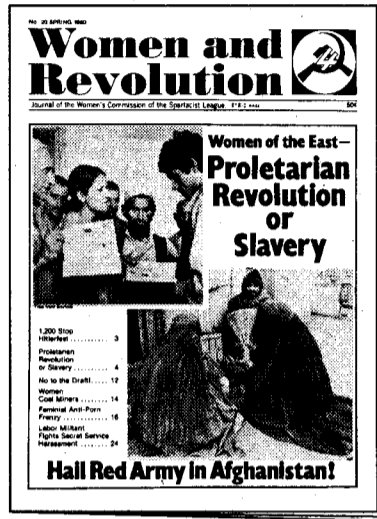 No. 20 SPRING 1980
Women and
Revolution
Journal of the Women's Commission of the Spartacist League
50¢
Women of the East—
Proletarian
Revolution
or
Slavery
1,200 Stop
Hitlerfest ........... 3
Proletarian
Revolution
or Slavery ........... 4
No to the Draft! ..... 12
Women
Coal Miners ......... 14
Feminist Anti-Porn
Frenzy .............. 16
Labor Militant
Fights Secret Service
Harassment ........ 24
Hail Red Army in Afghanistan!